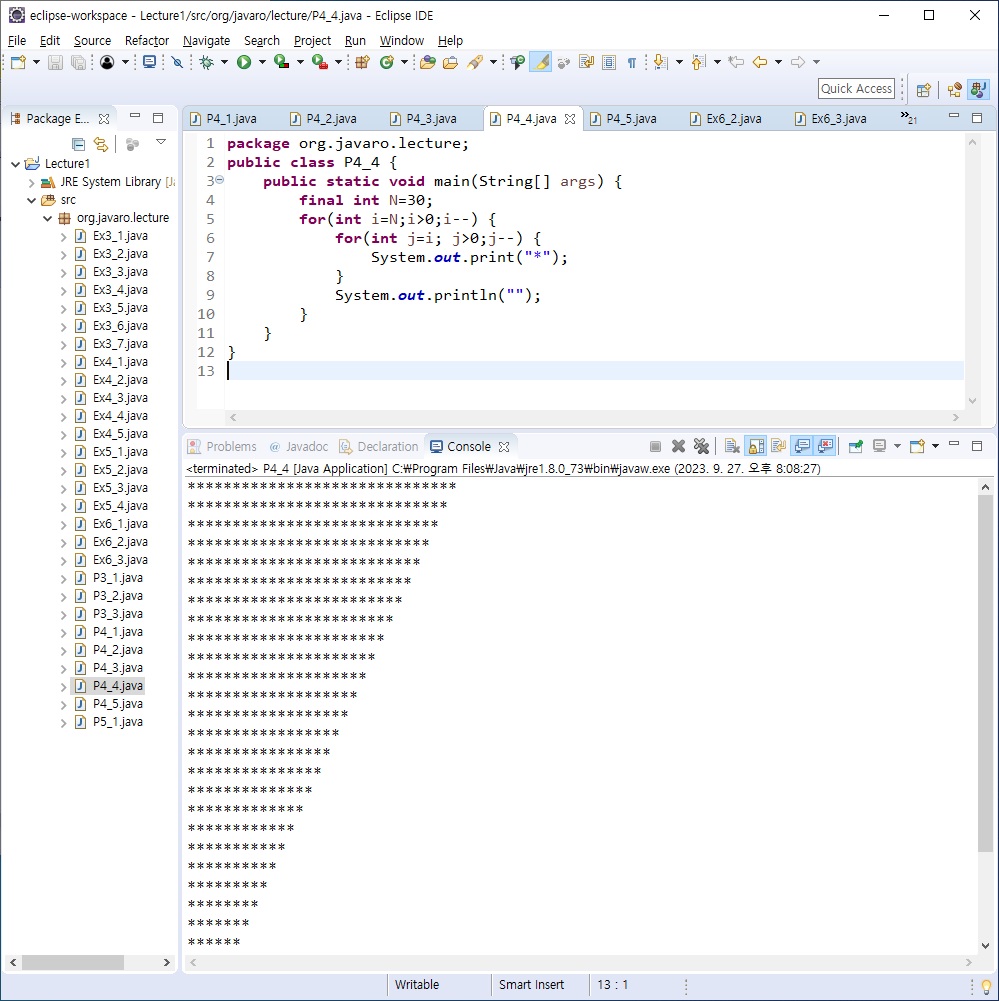 eclipse-workspace - Lecture1/src/org/javaro/lecture/P4_4.java - Eclipse IDE
File Edit Source Refactor Navigate Search Project Run Window Help
Quick Access
Package E...
Lecture1
JRE System Library [Ja
src
org.javaro.lecture
Ex3_1.java
Ex3_2.java
Ex3_3.java
Ex3_4.java
Ex3_5.java
Ex3_6.java
Ex3_7.java
Ex4_1.java
Ex4_2.java
Ex4_3.java
Ex4_4.java
Ex4_5.java
Ex5_1.java
Ex5_2.java
Ex5_3.java
Ex5_4.java
Ex6_1.java
Ex6_2.java
Ex6_3.java
P3_1.java
P3_2.java
P3_3.java
P4_1.java
P4_2.java
P4_3.java
P4_4.java
P4_5.java
P5_1.java
P4_1.java P4_2.java P4_3.java P4_4.java P4_5.java Ex6_2.java Ex6_3.java »21
1 package org.javaro.lecture;
2 public class P4_4 {
3 public static void main(String[] args) {
4 final int N=30;
5 for(int i=N;i>0;i--) {
6 for(int j=i; j>0;j--) {
7 System.out.print("*");
8 }
9 System.out.println("");
10 }
11 }
12 }
13
Problems @ Javadoc Declaration Console
<terminated> P4_4 [Java Application] C:₩Program Files₩Java₩jre1.8.0_73₩bin₩javaw.exe (2023. 9. 27. 오후 8:08:27)
******************************
*****************************
****************************
***************************
**************************
*************************
************************
***********************
**********************
*********************
********************
*******************
******************
*****************
****************
***************
**************
*************
************
***********
**********
*********
********
*******
******
Writable Smart Insert 13 : 1